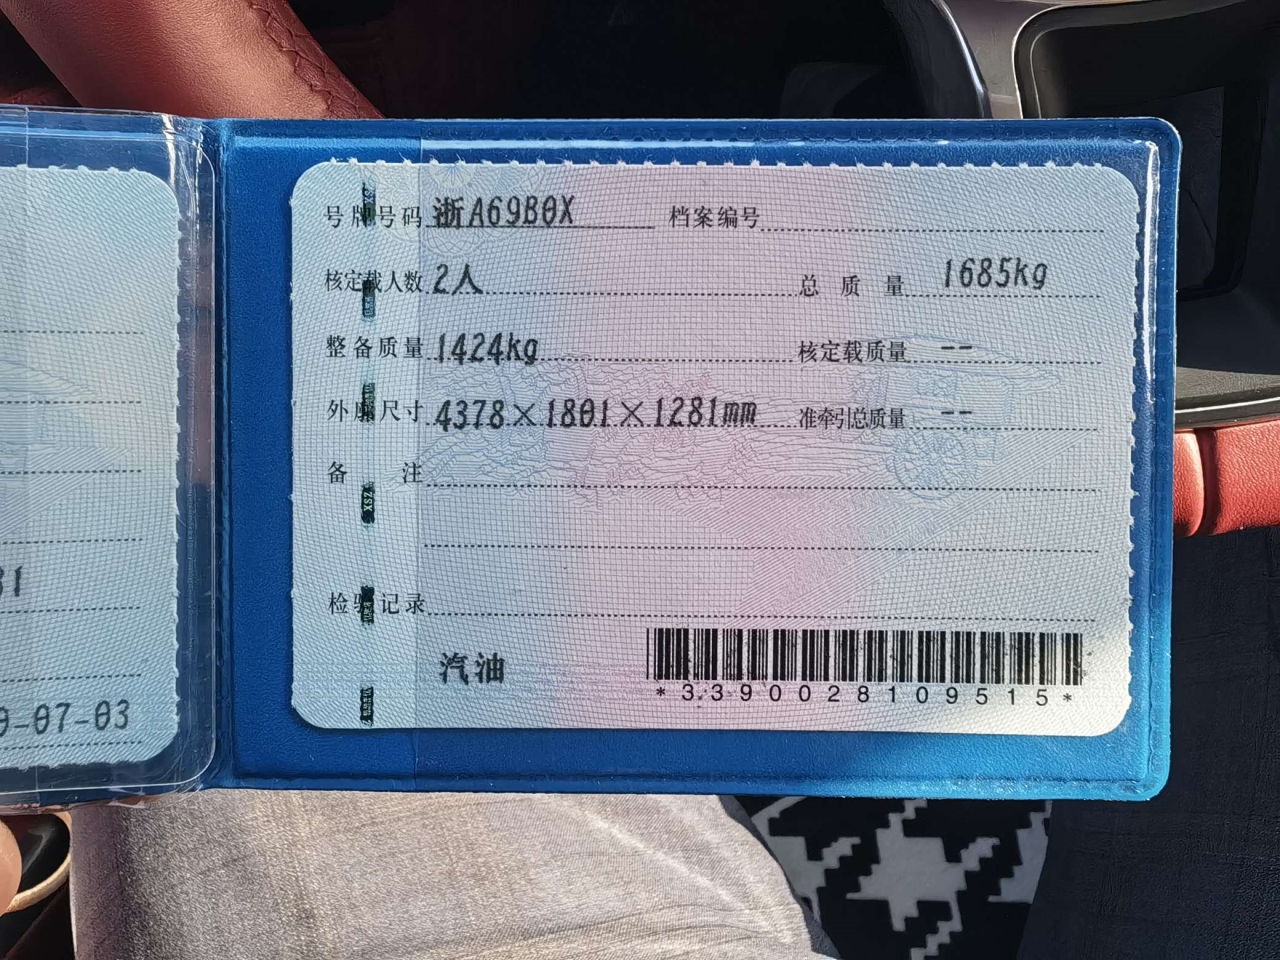 号牌号码 浙A69B0X 档案编号
核定载人数 2人 总质量 1685kg
整备质量 1424kg 核定载质量 --
外廓尺寸 4378×1801×1281mm 准牵引总质量 --
备注
检验记录
汽油
*3390028109515*
31
-07-03
XSZ